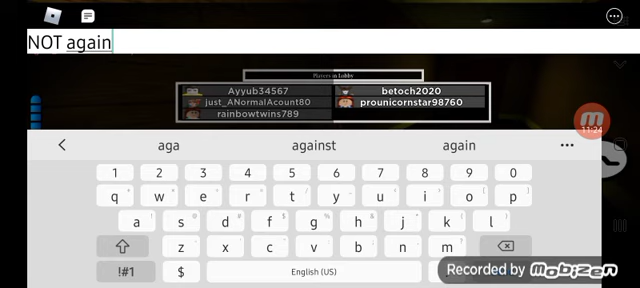 NOT again
Players in Lobby
Ayyub34567
betoch2020
just_ANormalAcount80
prounicornstar98760
rainbowtwins789
11:24
aga against again
1 2 3 4 5 6 7 8 9 0
q w e r t y u i o p
a s d f g h j k l
z x c v b n m
!#1 $ English (US)
Recorded by Mobizen